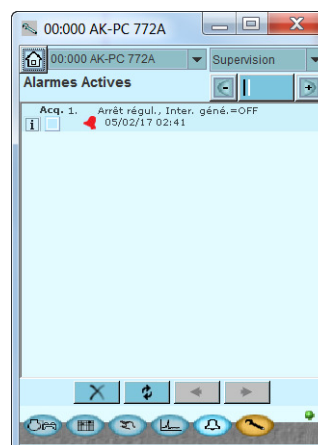 00:000 AK-PC 772A
00:000 AK-PC 772A Supervision
Alarmes Actives
Acq. 1. Arrêt régul., Inter. géné.=OFF
05/02/17 02:41